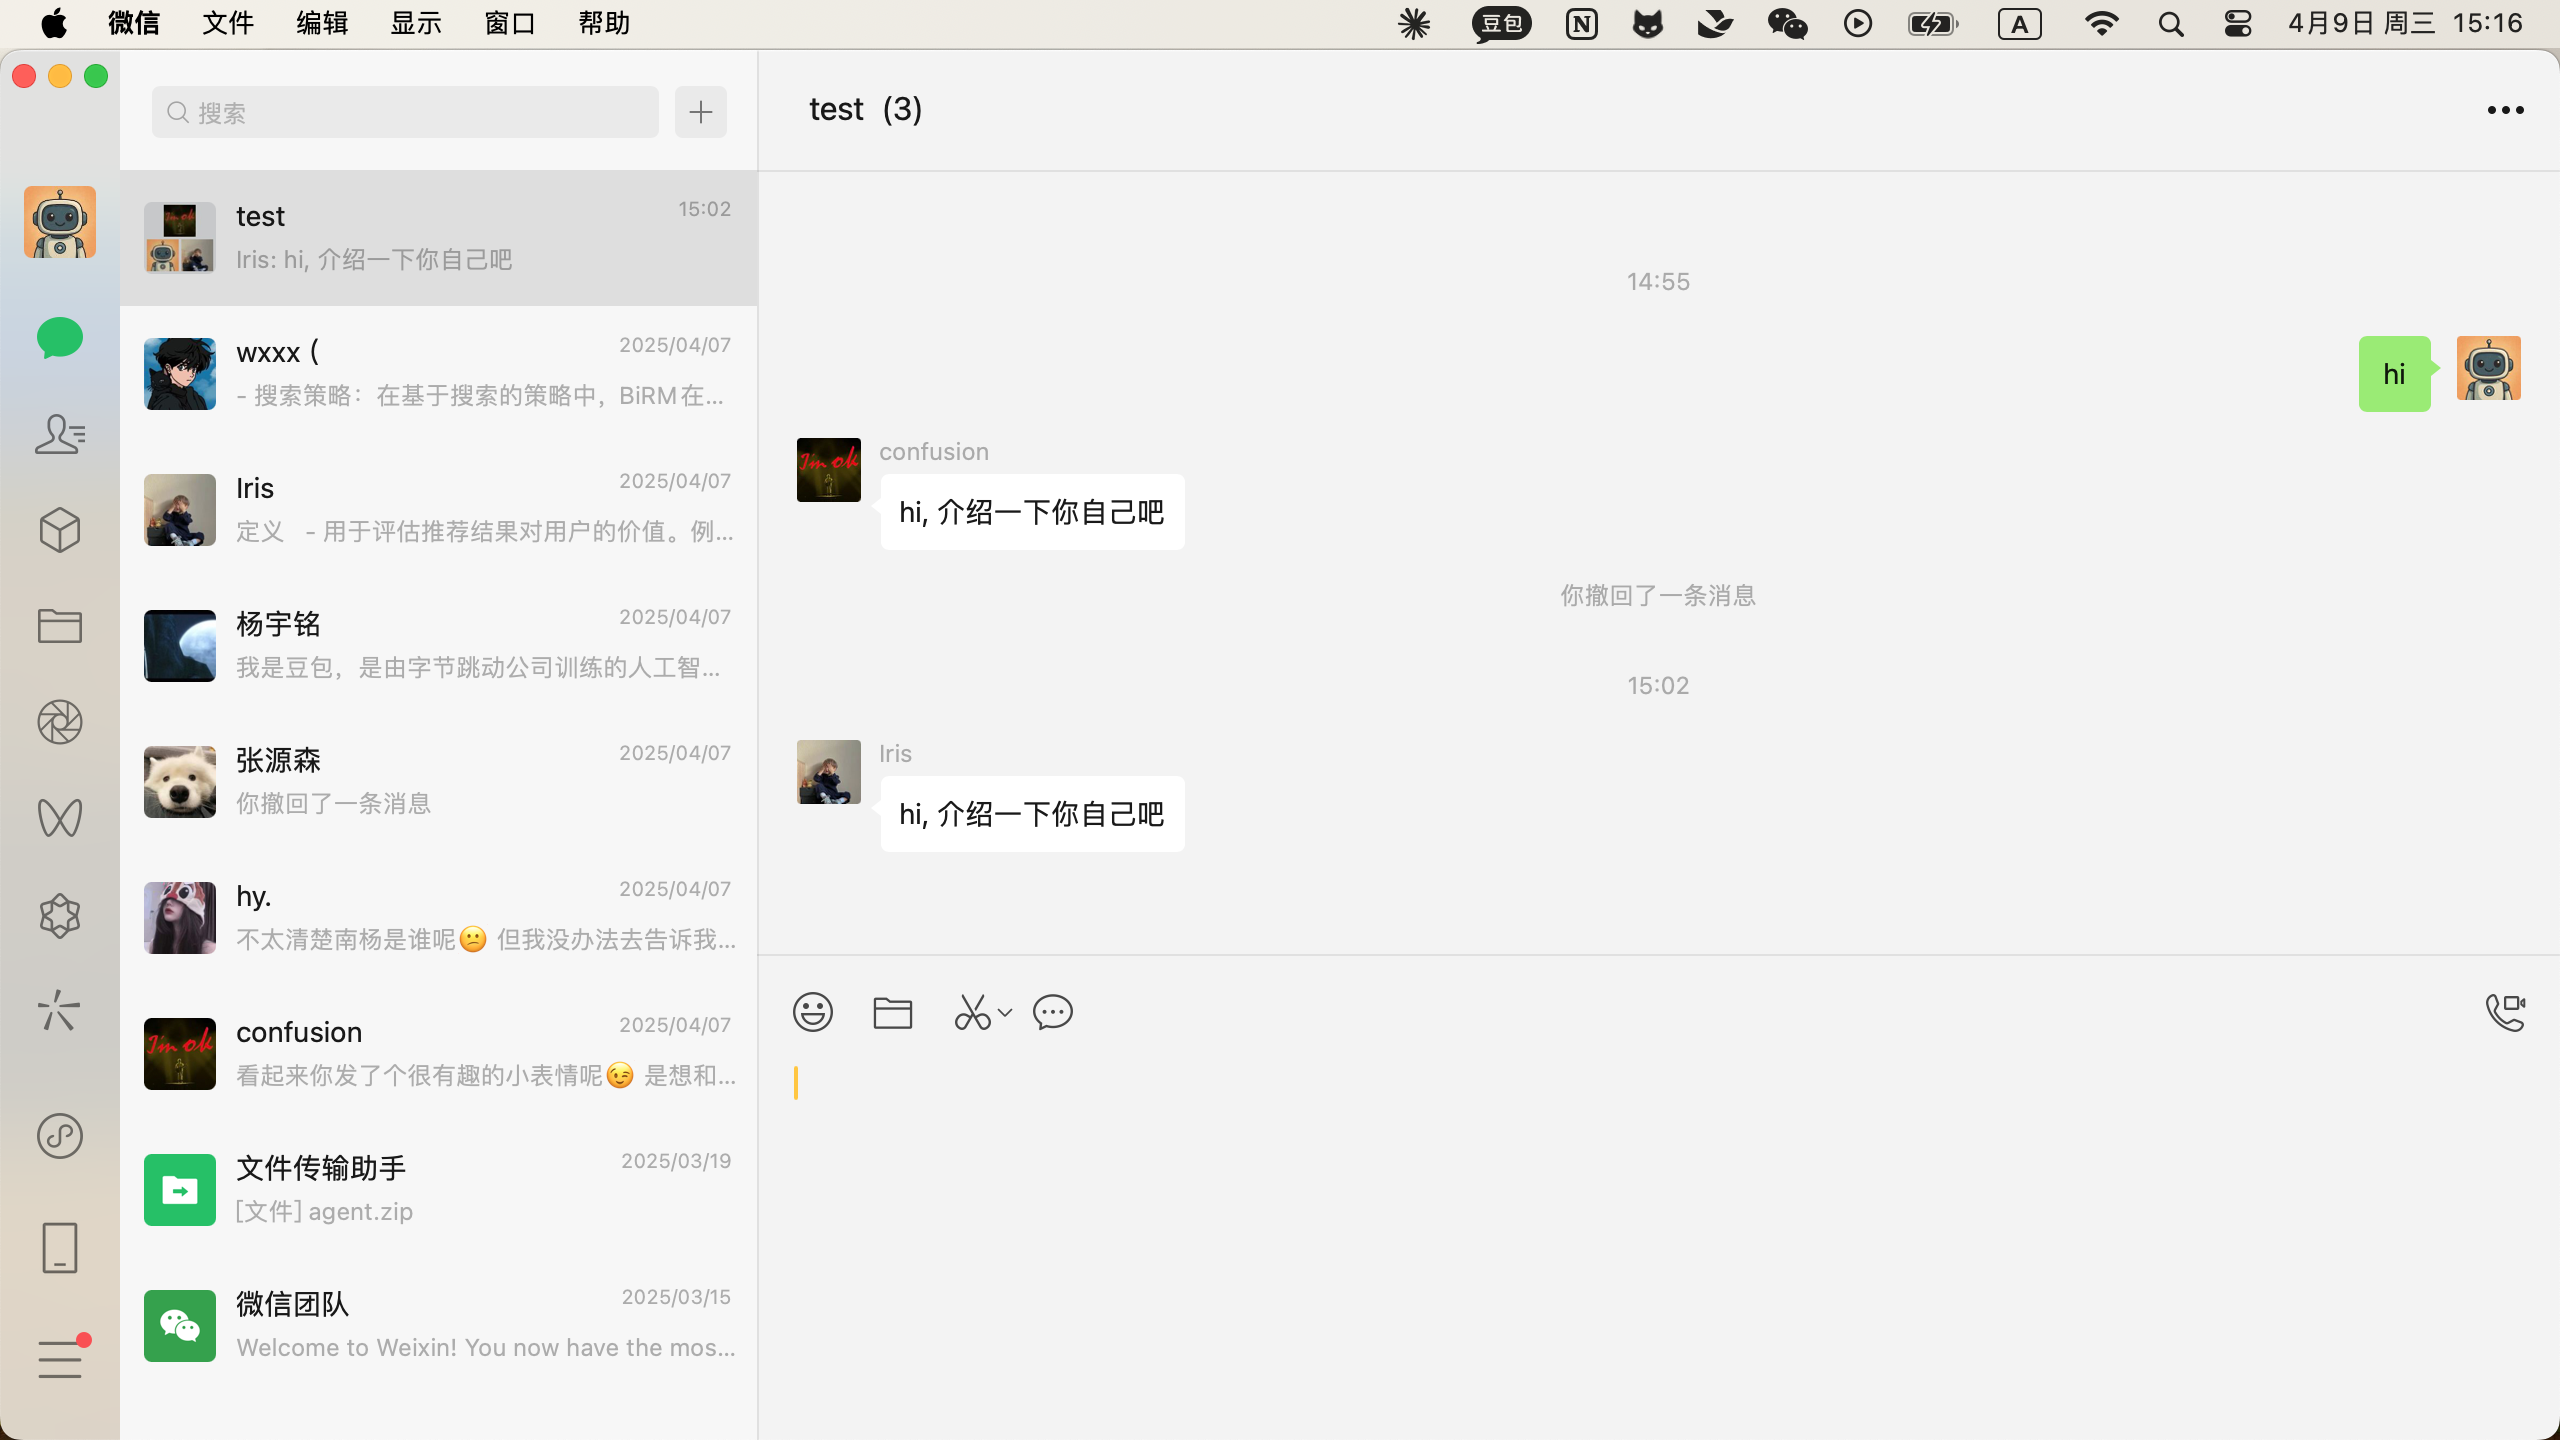 微信 文件 编辑 显示 窗口 帮助 豆包 N A 4月9日 周三 15:16
搜索
test (3)
test 15:02
Iris: hi, 介绍一下你自己吧
wxxx ( 2025/04/07
- 搜索策略：在基于搜索的策略中，BiRM在...
Iris 2025/04/07
定义 - 用于评估推荐结果对用户的价值。例...
杨宇铭 2025/04/07
我是豆包，是由字节跳动公司训练的人工智...
张源森 2025/04/07
你撤回了一条消息
hy. 2025/04/07
不太清楚南杨是谁呢😕 但我没办法去告诉我...
confusion 2025/04/07
看起来你发了个很有趣的小表情呢😉 是想和...
文件传输助手 2025/03/19
[文件] agent.zip
微信团队 2025/03/15
Welcome to Weixin! You now have the mos...
14:55
hi
confusion
I'm ok
hi, 介绍一下你自己吧
你撤回了一条消息
15:02
Iris
hi, 介绍一下你自己吧